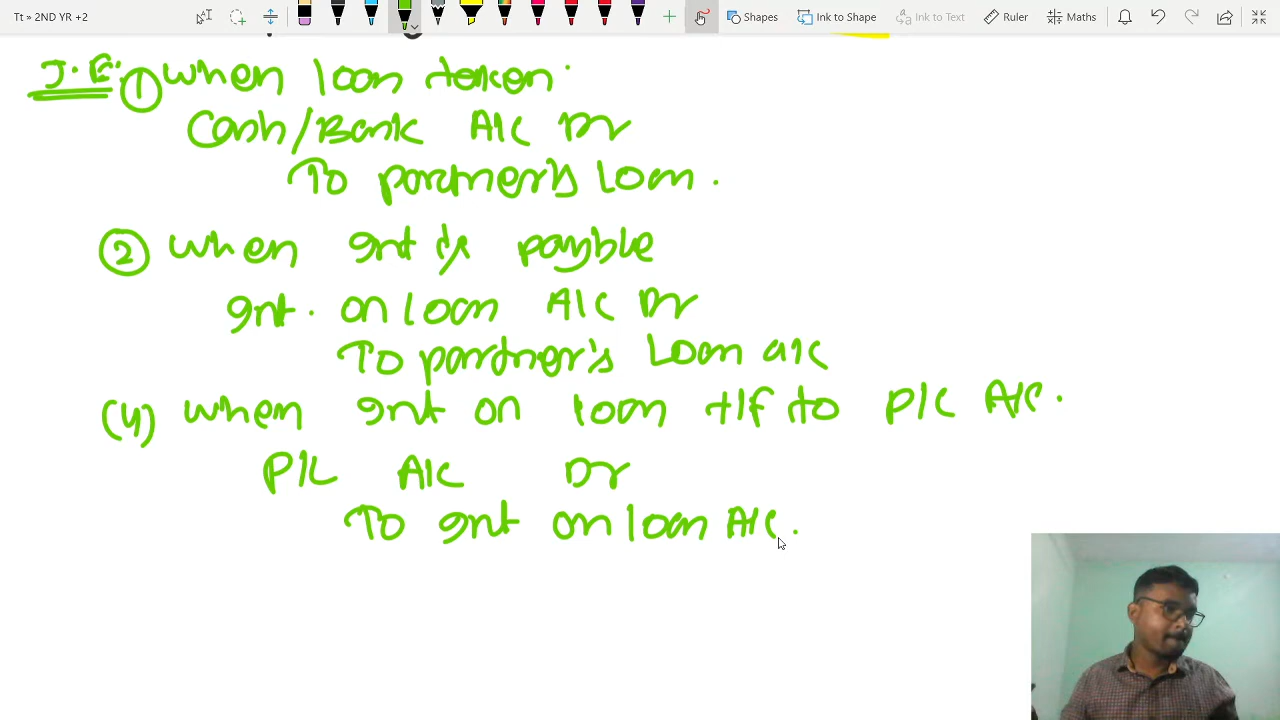 Tt » 2ND YR +2
Shapes Ink to Shape Ink to Text Ruler Maths
J.E. ① When loan taken.
Cash/Bank A/C Dr
To partner's Loan.
② When Int is payble
Int. on loan A/C Dr
To partner's Loan a/c
(4) When Int on loan t/f to P/L A/C.
P/L A/C Dr
To Int on loan A/C.